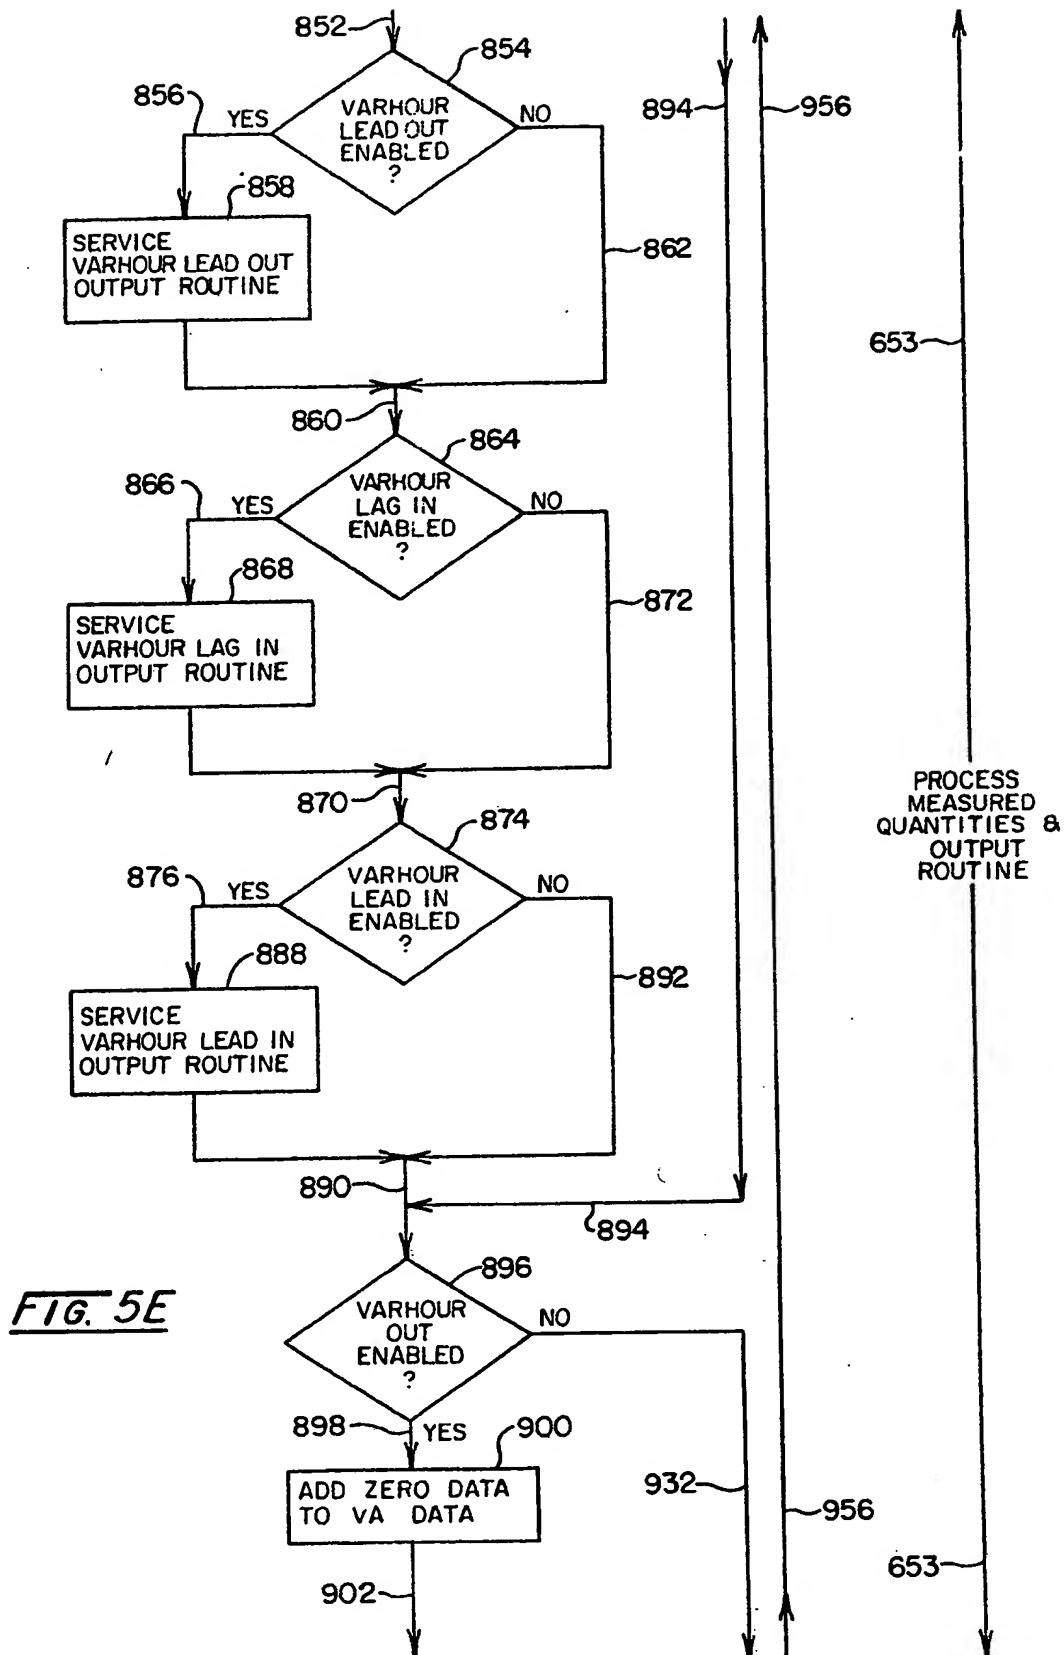 852
854
856
YES
VARHOUR
LEAD OUT
ENABLED
?
NO
894
956
858
SERVICE
VARHOUR LEAD OUT
OUTPUT ROUTINE
862
653
860
864
866
YES
VARHOUR
LAG IN
ENABLED
?
NO
868
SERVICE
VARHOUR LAG IN
OUTPUT ROUTINE
872
870
874
PROCESS
MEASURED
QUANTITIES &
OUTPUT
ROUTINE
876
YES
VARHOUR
LEAD IN
ENABLED
?
NO
888
SERVICE
VARHOUR LEAD IN
OUTPUT ROUTINE
892
890
894
896
FIG. 5E
VARHOUR
OUT
ENABLED
?
NO
898
YES
900
ADD ZERO DATA
TO VA DATA
932
956
902
653